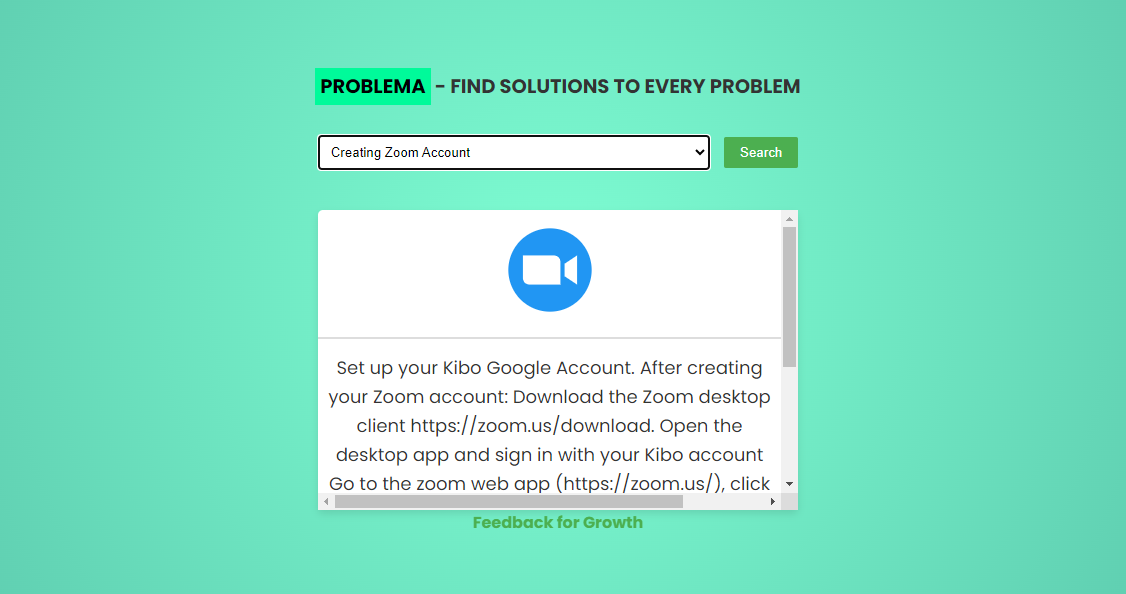 PROBLEMA - FIND SOLUTIONS TO EVERY PROBLEM
Creating Zoom Account
Search
Set up your Kibo Google Account. After creating
your Zoom account: Download the Zoom desktop
client https://zoom.us/download. Open the
desktop app and sign in with your Kibo account
Go to the zoom web app (https://zoom.us/), click
Feedback for Growth